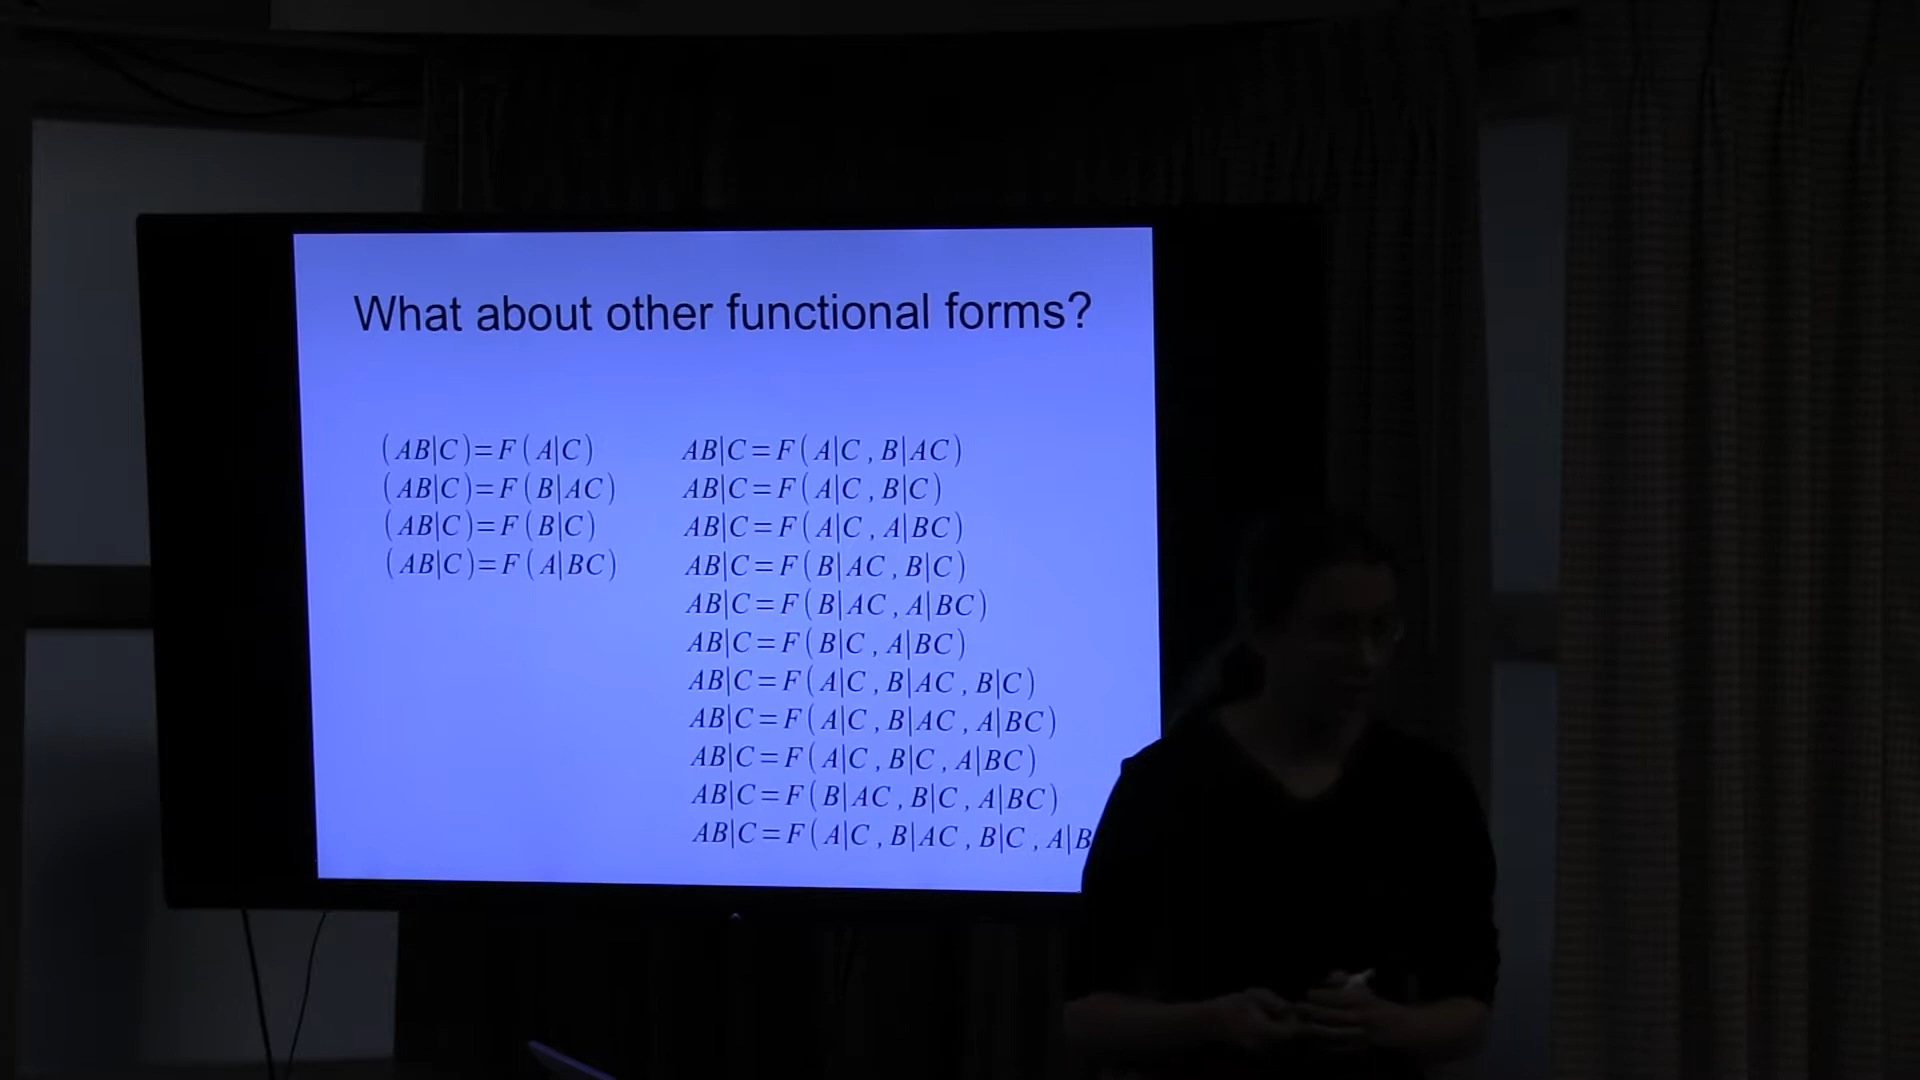 What about other functional forms?
(AB|C)=F(A|C)
(AB|C)=F(B|AC)
(AB|C)=F(B|C)
(AB|C)=F(A|BC)
AB|C=F(A|C,B|AC)
AB|C=F(A|C,B|C)
AB|C=F(A|C,A|BC)
AB|C=F(B|AC,B|C)
AB|C=F(B|AC,A|BC)
AB|C=F(B|C,A|BC)
AB|C=F(A|C,B|AC,B|C)
AB|C=F(A|C,B|AC,A|BC)
AB|C=F(A|C,B|C,A|BC)
AB|C=F(B|AC,B|C,A|BC)
AB|C=F(A|C,B|AC,B|C,A|B